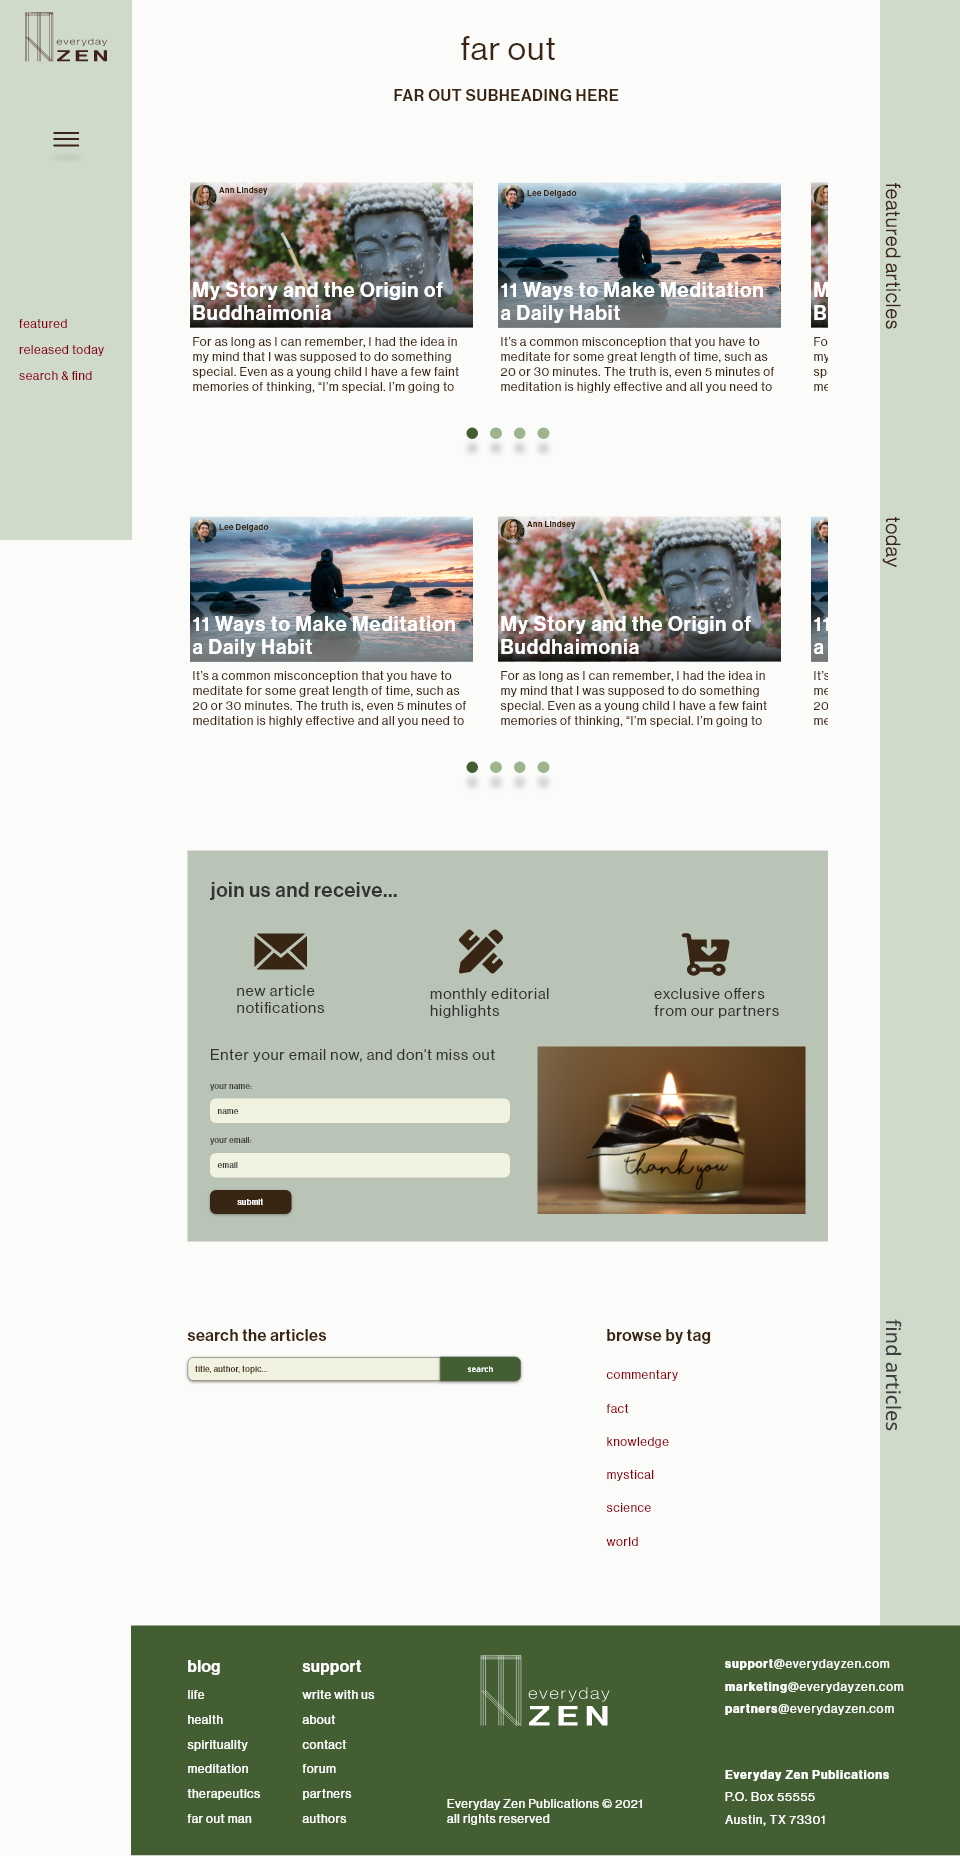 everyday
ZEN
featured
released today
search & find
far out
FAR OUT SUBHEADING HERE
featured articles
Ann Lindsey
My Story and the Origin of
Buddhaimonia
For as long as I can remember, I had the idea in
my mind that I was supposed to do something
special. Even as a young child I have a few faint
memories of thinking, “I’m special. I’m going to
Lee Delgado
11 Ways to Make Meditation
a Daily Habit
It’s a common misconception that you have to
meditate for some great length of time, such as
20 or 30 minutes. The truth is, even 5 minutes of
meditation is highly effective and all you need to
M
B
Fo
my
sp
me
today
Lee Delgado
11 Ways to Make Meditation
a Daily Habit
It’s a common misconception that you have to
meditate for some great length of time, such as
20 or 30 minutes. The truth is, even 5 minutes of
meditation is highly effective and all you need to
Ann Lindsey
My Story and the Origin of
Buddhaimonia
For as long as I can remember, I had the idea in
my mind that I was supposed to do something
special. Even as a young child I have a few faint
memories of thinking, “I’m special. I’m going to
11
a
It’s
me
20
me
join us and receive...
new article
notifications
monthly editorial
highlights
exclusive offers
from our partners
Enter your email now, and don’t miss out
your name:
name
your email:
email
submit
thank you
find articles
search the articles
title, author, topic...
search
browse by tag
commentary
fact
knowledge
mystical
science
world
blog
life
health
spirituality
meditation
therapeutics
far out man
support
write with us
about
contact
forum
partners
authors
everyday
ZEN
Everyday Zen Publications © 2021
all rights reserved
support@everydayzen.com
marketing@everydayzen.com
partners@everydayzen.com
Everyday Zen Publications
P.O. Box 55555
Austin, TX 73301